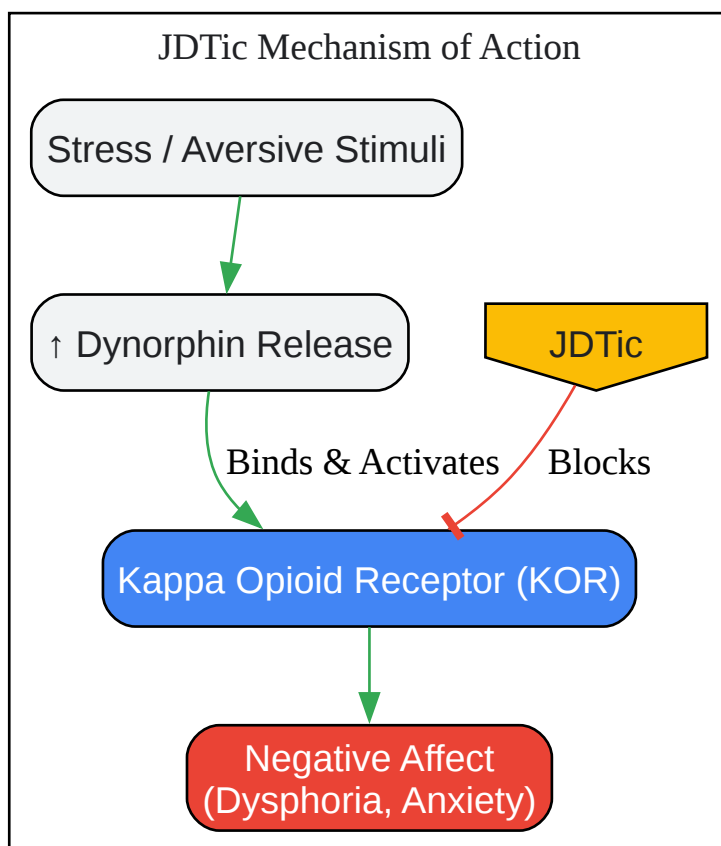 JDTic Mechanism of Action
Stress / Aversive Stimuli
↑ Dynorphin Release
JDTic
Binds & Activates
Blocks
Kappa Opioid Receptor (KOR)
Negative Affect
(Dysphoria, Anxiety)